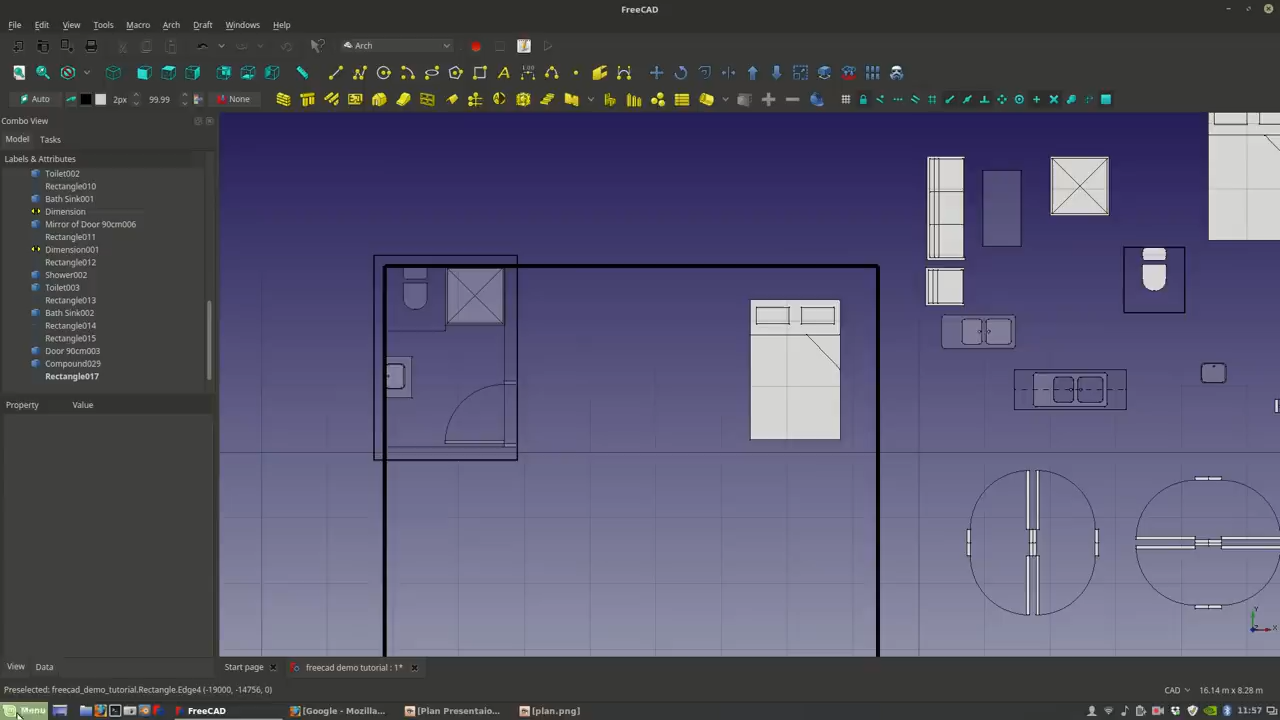 FreeCAD
File Edit View Tools Macro Arch Draft Windows Help
Arch
Auto 2px 99.99 None
Combo View
Model Tasks
Labels & Attributes
Toilet002
Rectangle010
Bath Sink001
Dimension
Mirror of Door 90cm006
Rectangle011
Dimension001
Rectangle012
Shower002
Toilet003
Rectangle013
Bath Sink002
Rectangle014
Rectangle015
Door 90cm003
Compound029
Rectangle017
Property Value
Y
X
View Data
Start page freecad demo tutorial : 1*
Preselected: freecad_demo_tutorial.Rectangle.Edge4 (-19000, -14756, 0)
CAD 16.14 m x 8.28 m
Menu FreeCAD [Google - Mozilla... [Plan Presentaio... [plan.png] 11:57